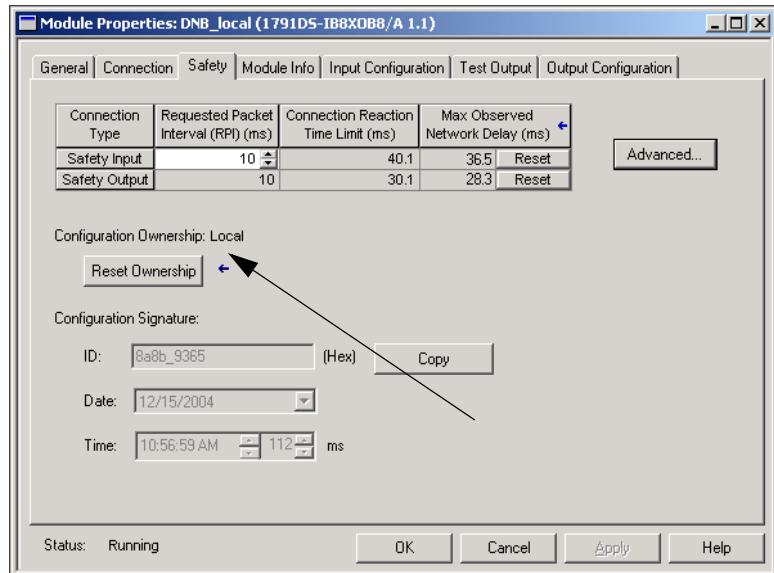 Module Properties: DNB_local (1791DS-IB8XOB8/A 1.1)
General Connection Safety Module Info Input Configuration Test Output Output Configuration
Connection Type Requested Packet Interval (RPI) (ms) Connection Reaction Time Limit (ms) Max Observed Network Delay (ms)
Safety Input 10 40.1 36.5 Reset
Safety Output 10 30.1 28.3 Reset
Advanced...
Configuration Ownership: Local
Reset Ownership
Configuration Signature:
ID: 8a8b_9365 (Hex) Copy
Date: 12/15/2004
Time: 10:56:59 AM 112 ms
Status: Running OK Cancel Apply Help